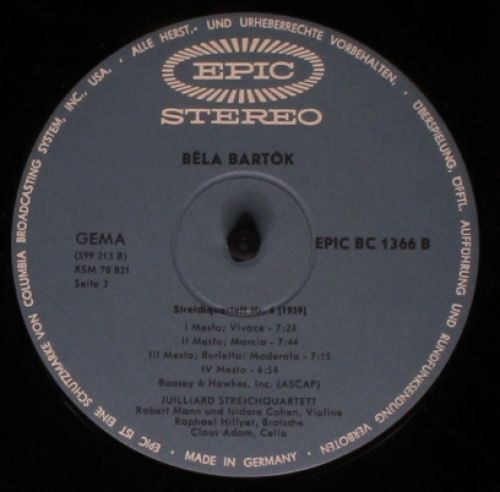 EPIC
STEREO
BÉLA BARTÓK
GEMA
(S99 213 B)
XSM 78 831
Seite 2
EPIC BC 1366 B
Streichquartett Nr. 6 (1939)
I Mesto; Vivace - 7:24
II Mesto; Marcia - 7:44
III Mesto; Burletta: Moderato - 7:15
IV Mesto - 6:54
Boosey & Hawkes, Inc. (ASCAP)
JUILLIARD STREICHQUARTETT
Robert Mann und Isidore Cohen, Violine
Raphael Hillyer, Bratsche
Claus Adam, Cello
EPIC IST EINE SCHUTZMARKE VON COLUMBIA BROADCASTING SYSTEM, INC., USA. · ALLE HERST.- UND URHEBERRECHTE VORBEHALTEN. · ÜBERSPIELUNG, ÖFFTL. AUFFÜHRUNG UND RUNDFUNKSENDUNG VERBOTEN · MADE IN GERMANY ·